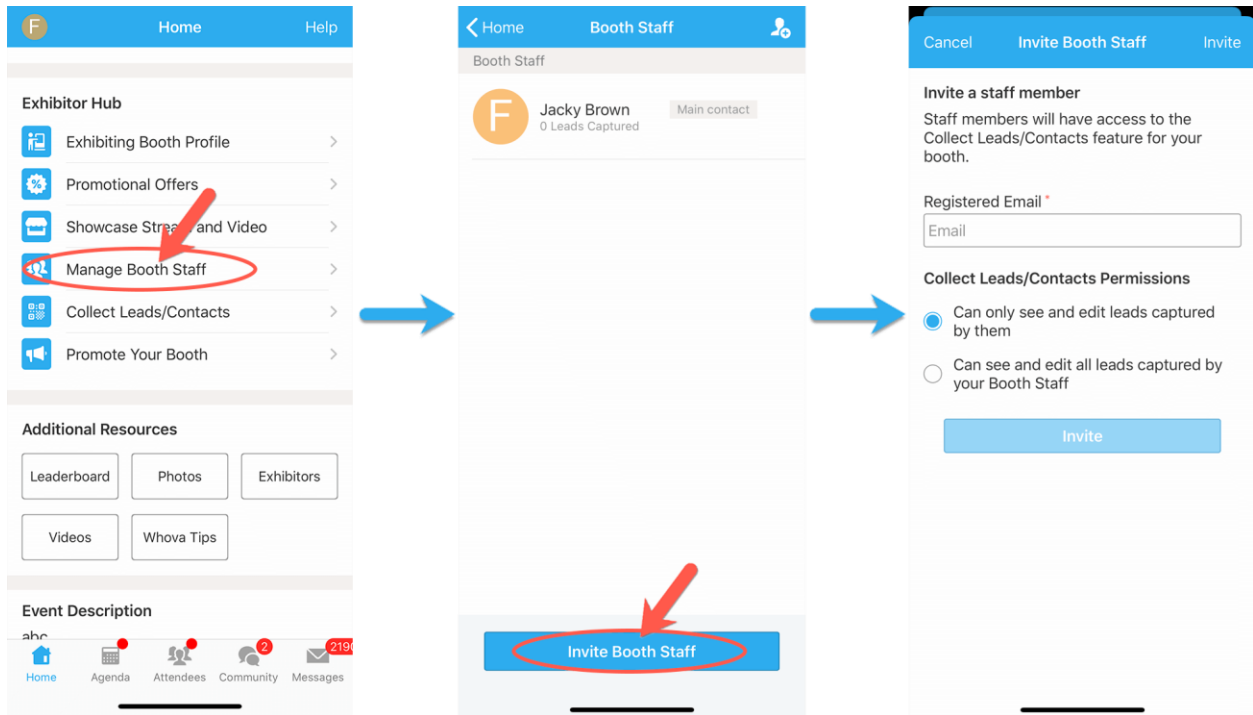 F
Home
Help
Exhibitor Hub
Exhibiting Booth Profile
Promotional Offers
Showcase Stream and Video
Manage Booth Staff
Collect Leads/Contacts
Promote Your Booth
Additional Resources
Leaderboard
Photos
Exhibitors
Videos
Whova Tips
Event Description
abc
2
219
Home
Agenda
Attendees
Community
Messages
Home
Booth Staff
Booth Staff
F
Jacky Brown
Main contact
0 Leads Captured
Invite Booth Staff
Cancel
Invite Booth Staff
Invite
Invite a staff member
Staff members will have access to the
Collect Leads/Contacts feature for your
booth.
Registered Email *
Email
Collect Leads/Contacts Permissions
Can only see and edit leads captured
by them
Can see and edit all leads captured by
your Booth Staff
Invite